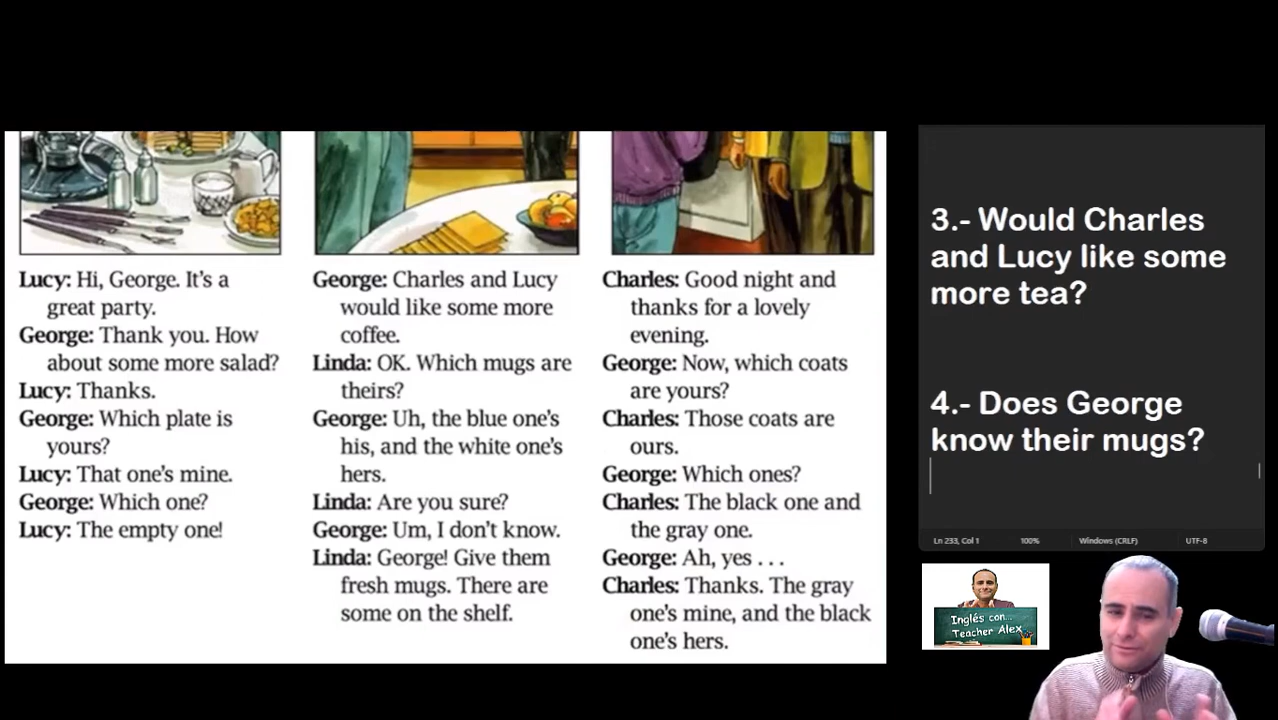 Lucy: Hi, George. It's a
great party.
George: Thank you. How
about some more salad?
Lucy: Thanks.
George: Which plate is
yours?
Lucy: That one's mine.
George: Which one?
Lucy: The empty one!
George: Charles and Lucy
would like some more
coffee.
Linda: OK. Which mugs are
theirs?
George: Uh, the blue one's
his, and the white one's
hers.
Linda: Are you sure?
George: Um, I don't know.
Linda: George! Give them
fresh mugs. There are
some on the shelf.
Charles: Good night and
thanks for a lovely
evening.
George: Now, which coats
are yours?
Charles: Those coats are
ours.
George: Which ones?
Charles: The black one and
the gray one.
George: Ah, yes . . .
Charles: Thanks. The gray
one's mine, and the black
one's hers.
3.- Would Charles
and Lucy like some
more tea?
4.- Does George
know their mugs?
Ln 233, Col 1 100% Windows (CRLF) UTF-8
Inglés con...
Teacher Alex